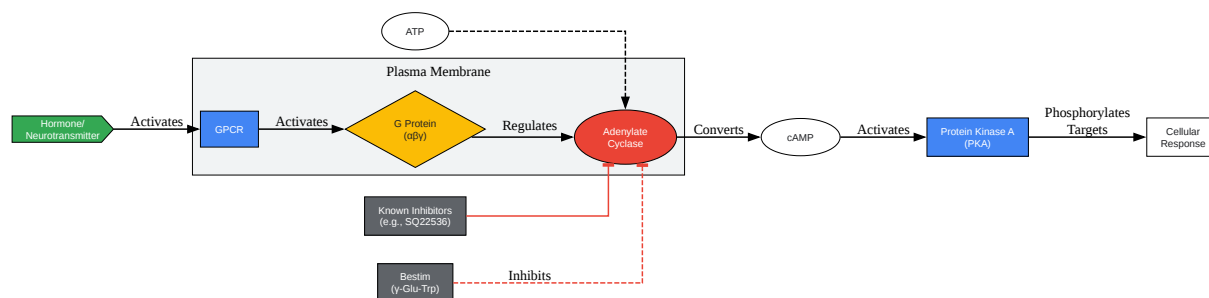 ATP
Plasma Membrane
Hormone/
Neurotransmitter
Activates
GPCR
Activates
G Protein
(αβγ)
Regulates
Adenylate
Cyclase
Converts
cAMP
Activates
Protein Kinase A
(PKA)
Phosphorylates
Targets
Cellular
Response
Known Inhibitors
(e.g., SQ22536)
Bestim
(γ-Glu-Trp)
Inhibits